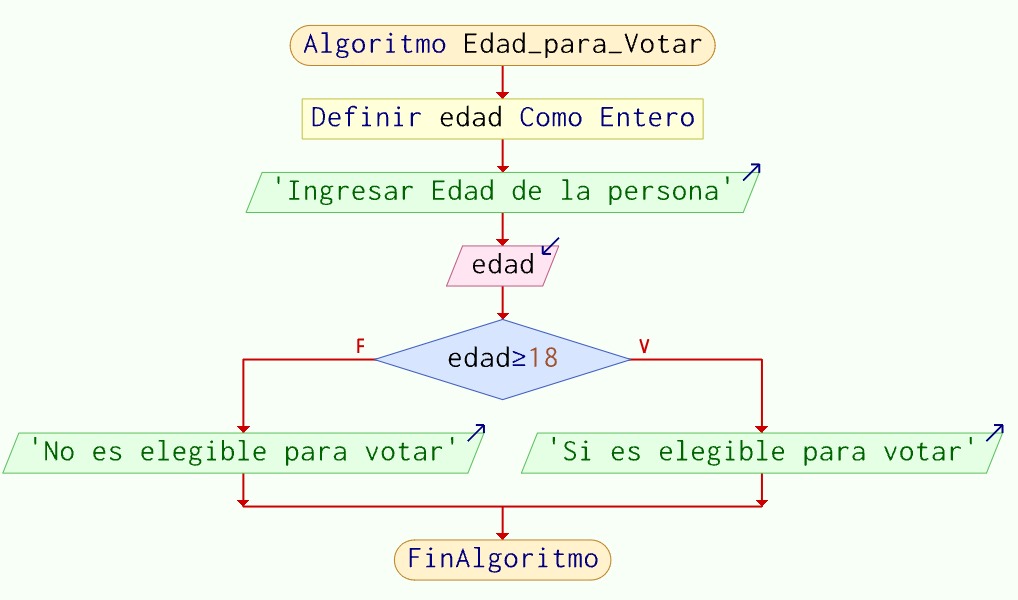 Algoritmo Edad_para_Votar
Definir edad Como Entero
'Ingresar Edad de la persona'
edad
edad≥18
F
V
'No es elegible para votar'
'Si es elegible para votar'
FinAlgoritmo